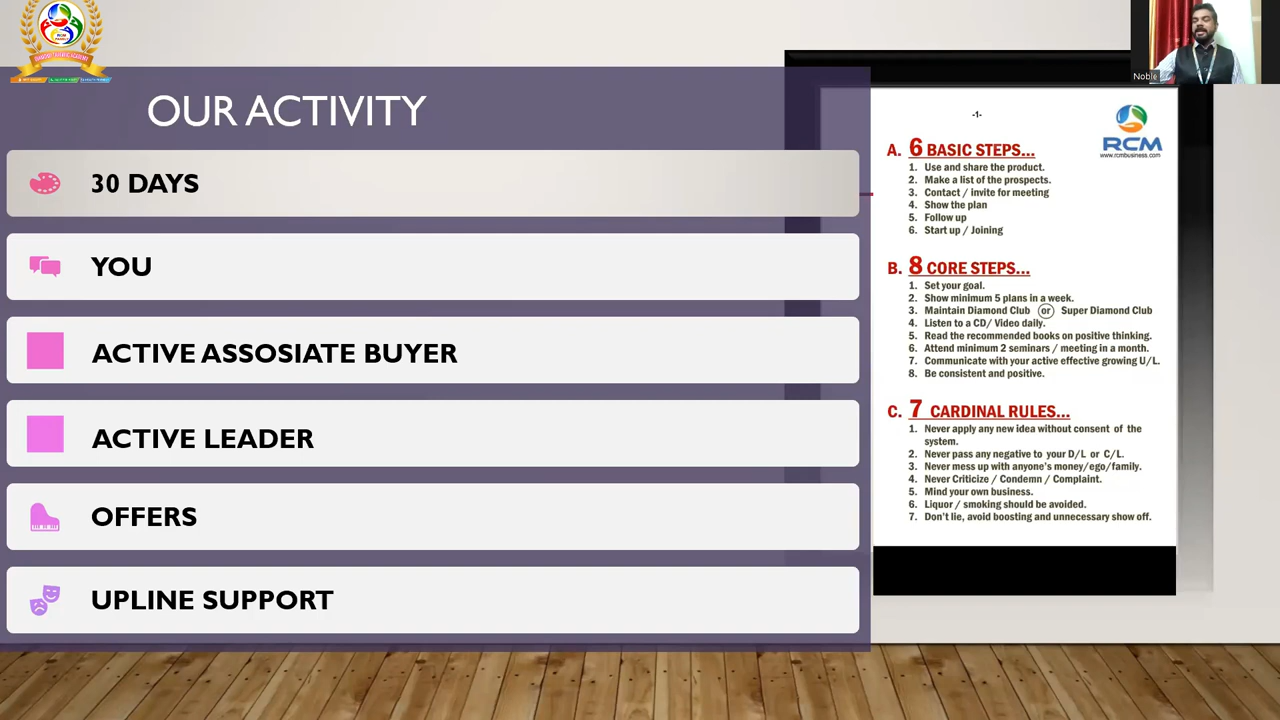 RCM
OUR ACTIVITY
30 DAYS
YOU
ACTIVE ASSOSIATE BUYER
ACTIVE LEADER
OFFERS
UPLINE SUPPORT
Noble
-1-
RCM
www.rcmbusiness.com
A. 6 BASIC STEPS...
1. Use and share the product.
2. Make a list of the prospects.
3. Contact / invite for meeting
4. Show the plan
5. Follow up
6. Start up / Joining
B. 8 CORE STEPS...
1. Set your goal.
2. Show minimum 5 plans in a week.
3. Maintain Diamond Club or Super Diamond Club
4. Listen to a CD/ Video daily.
5. Read the recommended books on positive thinking.
6. Attend minimum 2 seminars / meeting in a month.
7. Communicate with your active effective growing U/L.
8. Be consistent and positive.
C. 7 CARDINAL RULES...
1. Never apply any new idea without consent of the
system.
2. Never pass any negative to your D/L or C/L.
3. Never mess up with anyone's money/ego/family.
4. Never Criticize / Condemn / Complaint.
5. Mind your own business.
6. Liquor / smoking should be avoided.
7. Don't lie, avoid boosting and unnecessary show off.